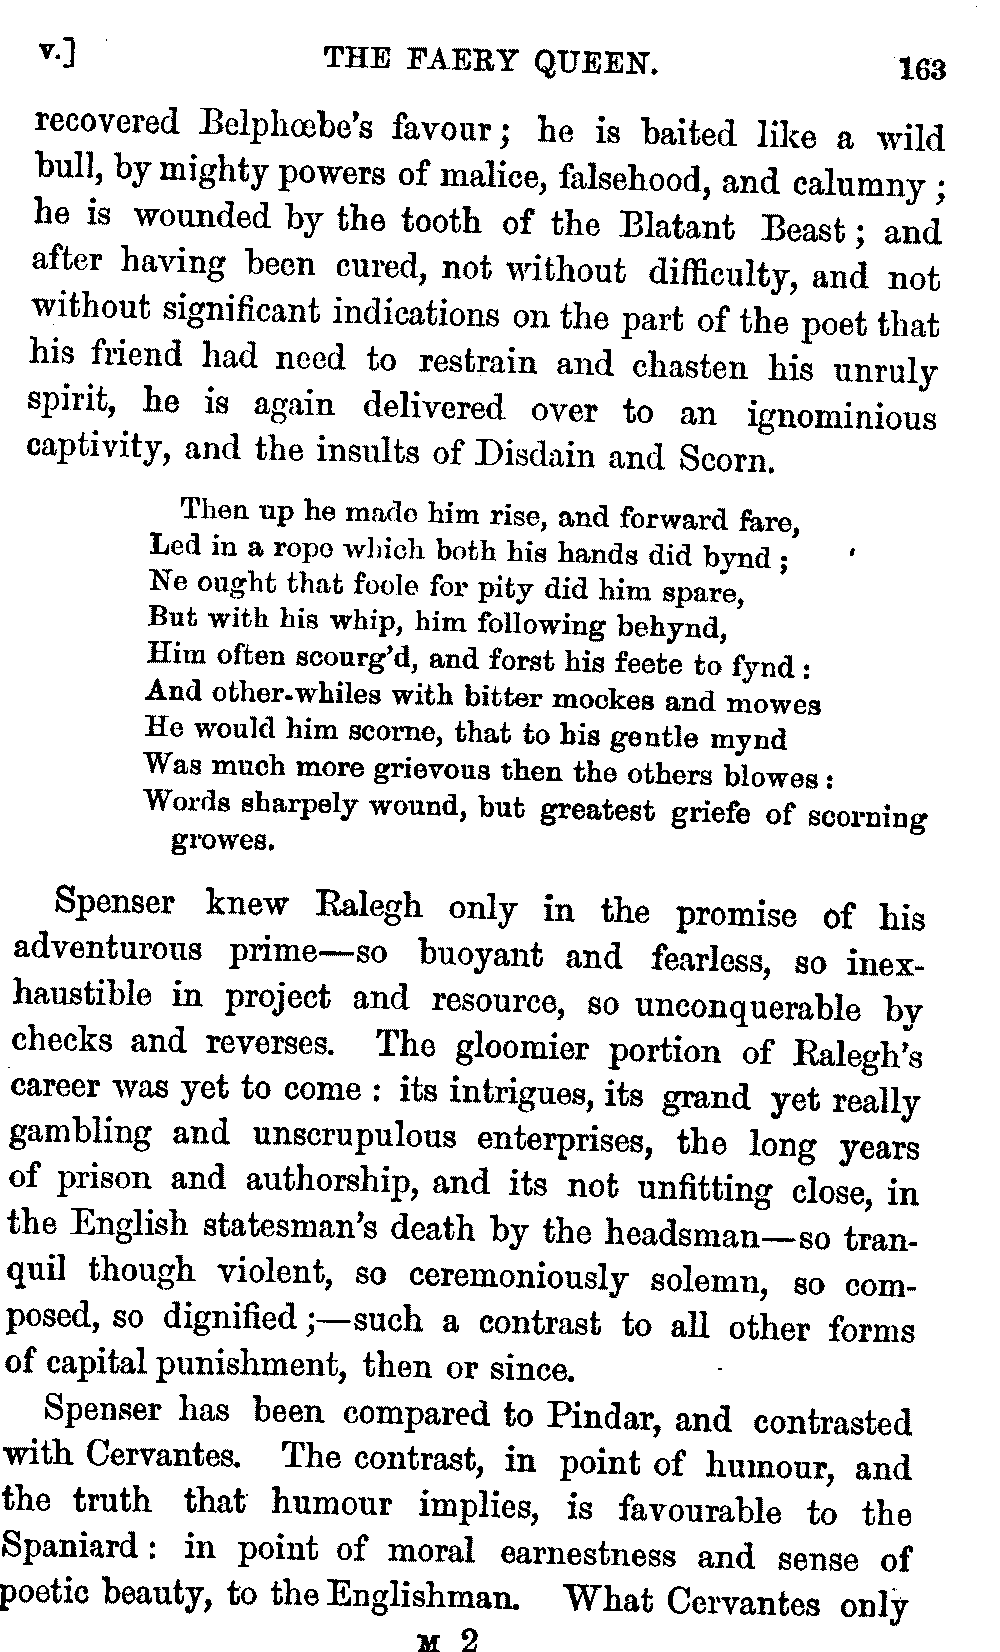 v.] THE FAERY QUEEN. 163
recovered Belphœbe's favour; he is baited like a wild
bull, by mighty powers of malice, falsehood, and calumny;
he is wounded by the tooth of the Blatant Beast; and
after having been cured, not without difficulty, and not
without significant indications on the part of the poet that
his friend had need to restrain and chasten his unruly
spirit, he is again delivered over to an ignominious
captivity, and the insults of Disdain and Scorn.
Then up he made him rise, and forward fare,
Led in a rope which both his hands did bynd;
Ne ought that foole for pity did him spare,
But with his whip, him following behynd,
Him often scourg'd, and forst his feete to fynd:
And other-whiles with bitter mockes and mowes
He would him scorne, that to his gentle mynd
Was much more grievous then the others blowes:
Words sharpely wound, but greatest griefe of scorning
growes.
Spenser knew Ralegh only in the promise of his
adventurous prime—so buoyant and fearless, so inex-
haustible in project and resource, so unconquerable by
checks and reverses. The gloomier portion of Ralegh's
career was yet to come: its intrigues, its grand yet really
gambling and unscrupulous enterprises, the long years
of prison and authorship, and its not unfitting close, in
the English statesman's death by the headsman—so tran-
quil though violent, so ceremoniously solemn, so com-
posed, so dignified;—such a contrast to all other forms
of capital punishment, then or since.
Spenser has been compared to Pindar, and contrasted
with Cervantes. The contrast, in point of humour, and
the truth that humour implies, is favourable to the
Spaniard: in point of moral earnestness and sense of
poetic beauty, to the Englishman. What Cervantes only
M 2